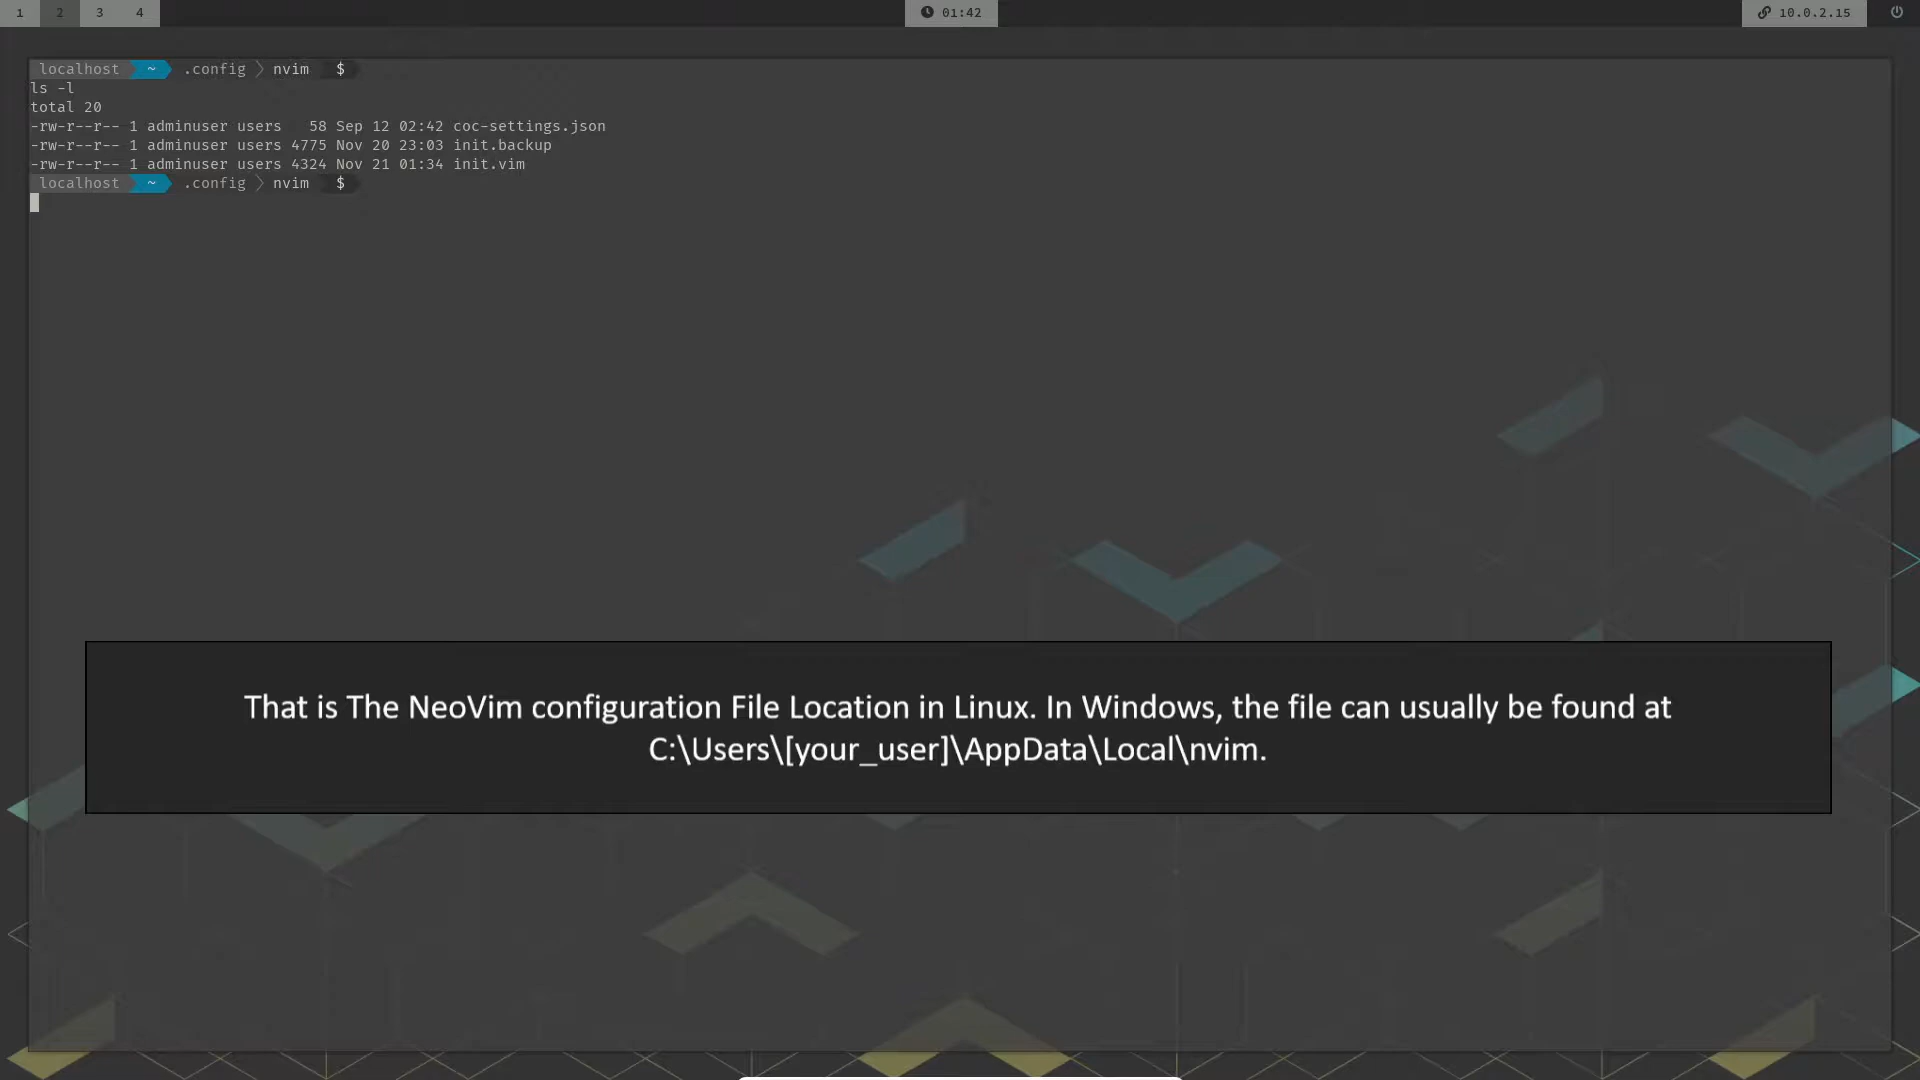 1 2 3 4 01:42 10.0.2.15
localhost ~ .config nvim $
ls -l
total 20
-rw-r--r-- 1 adminuser users   58 Sep 12 02:42 coc-settings.json
-rw-r--r-- 1 adminuser users 4775 Nov 20 23:03 init.backup
-rw-r--r-- 1 adminuser users 4324 Nov 21 01:34 init.vim
localhost ~ .config nvim $
That is The NeoVim configuration File Location in Linux. In Windows, the file can usually be found at
C:\Users\[your_user]\AppData\Local\nvim.